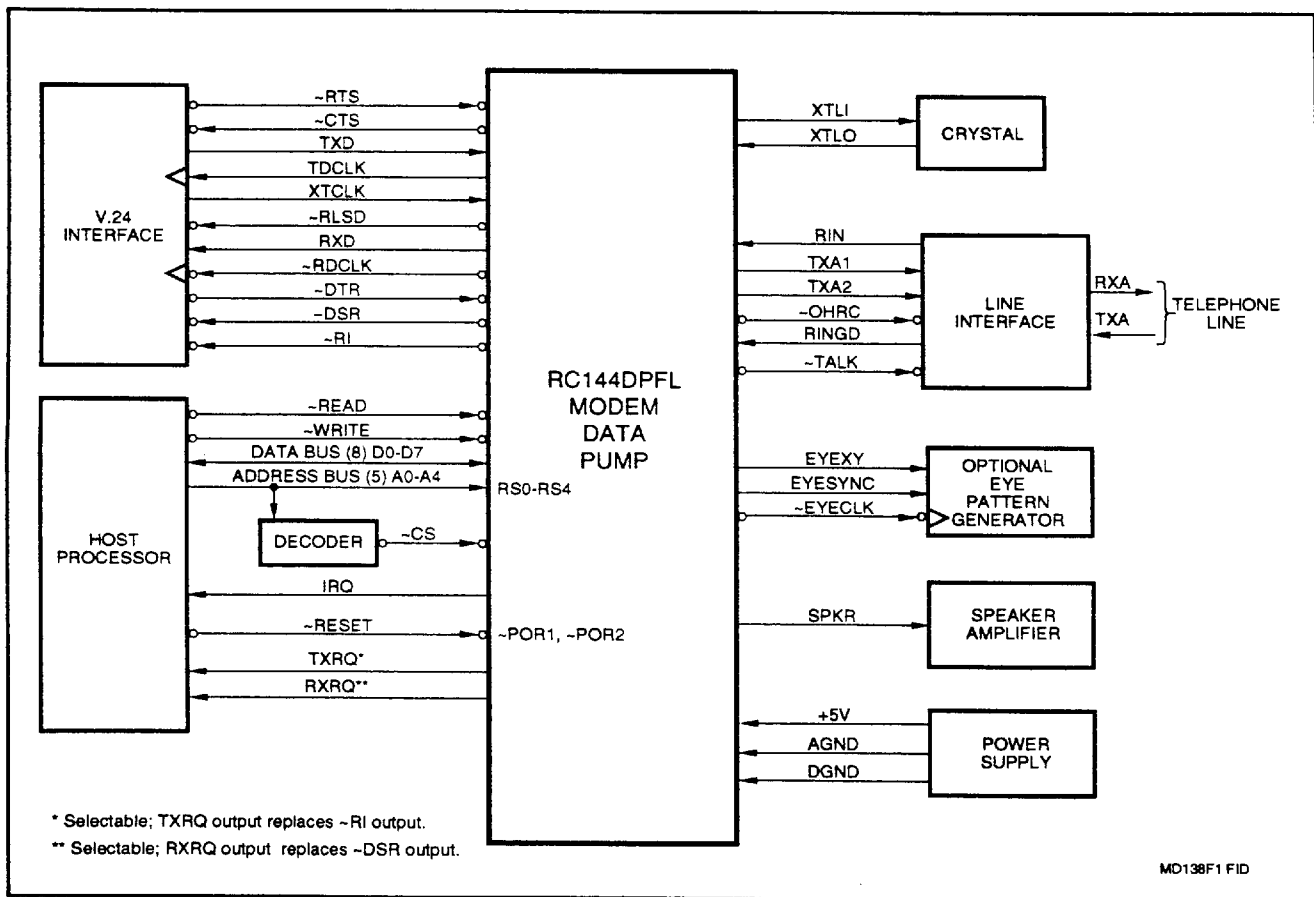 ~RTS
~CTS
TXD
TDCLK
XTCLK
~RLSD
RXD
~RDCLK
~DTR
~DSR
~RI
V.24
INTERFACE
~READ
~WRITE
DATA BUS (8) D0-D7
ADDRESS BUS (5) A0-A4
RS0-RS4
DECODER
~CS
HOST
PROCESSOR
IRQ
~RESET
~POR1, ~POR2
TXRQ*
RXRQ**
RC144DPFL
MODEM
DATA
PUMP
XTLI
XTLO
CRYSTAL
RIN
TXA1
TXA2
~OHRC
RINGD
~TALK
LINE
INTERFACE
RXA
TXA
TELEPHONE
LINE
EYEXY
EYESYNC
~EYECLK
OPTIONAL
EYE
PATTERN
GENERATOR
SPKR
SPEAKER
AMPLIFIER
+5V
AGND
DGND
POWER
SUPPLY
* Selectable; TXRQ output replaces ~RI output.
** Selectable; RXRQ output replaces ~DSR output.
MD138F1 FID